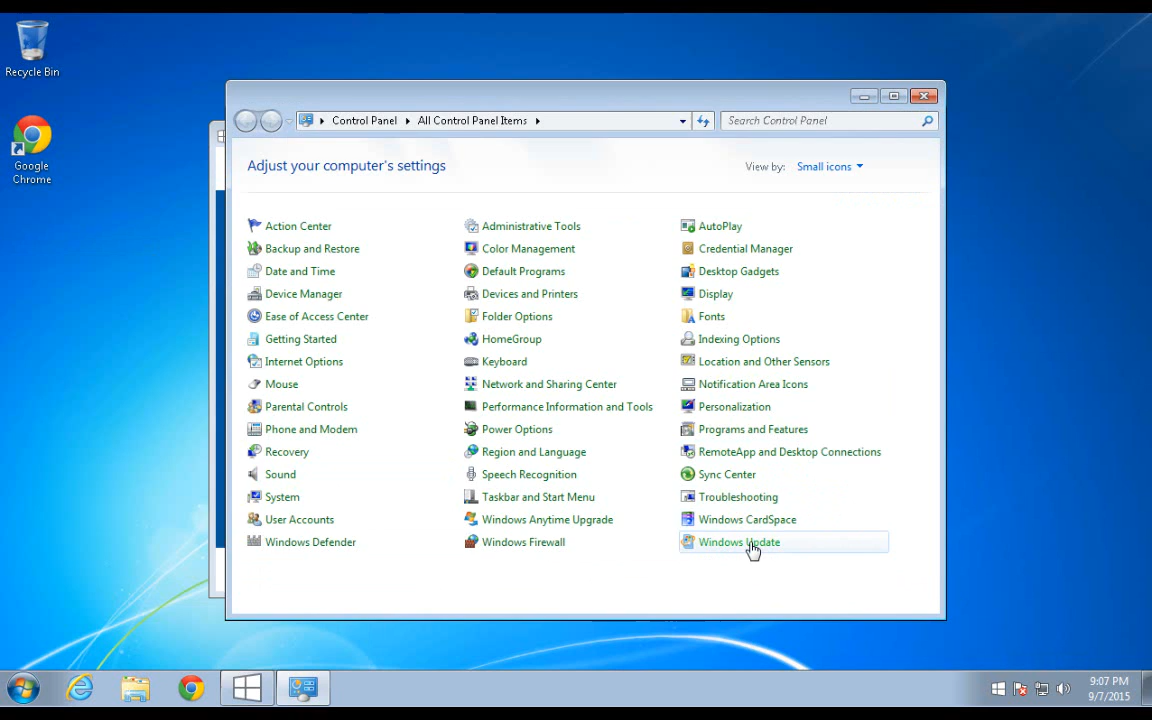 Recycle Bin
Google
Chrome
Control Panel All Control Panel Items
Search Control Panel
Adjust your computer's settings
View by: Small icons
Action Center Administrative Tools AutoPlay
Backup and Restore Color Management Credential Manager
Date and Time Default Programs Desktop Gadgets
Device Manager Devices and Printers Display
Ease of Access Center Folder Options Fonts
Getting Started HomeGroup Indexing Options
Internet Options Keyboard Location and Other Sensors
Mouse Network and Sharing Center Notification Area Icons
Parental Controls Performance Information and Tools Personalization
Phone and Modem Power Options Programs and Features
Recovery Region and Language RemoteApp and Desktop Connections
Sound Speech Recognition Sync Center
System Taskbar and Start Menu Troubleshooting
User Accounts Windows Anytime Upgrade Windows CardSpace
Windows Defender Windows Firewall Windows Update
9:07 PM
9/7/2015